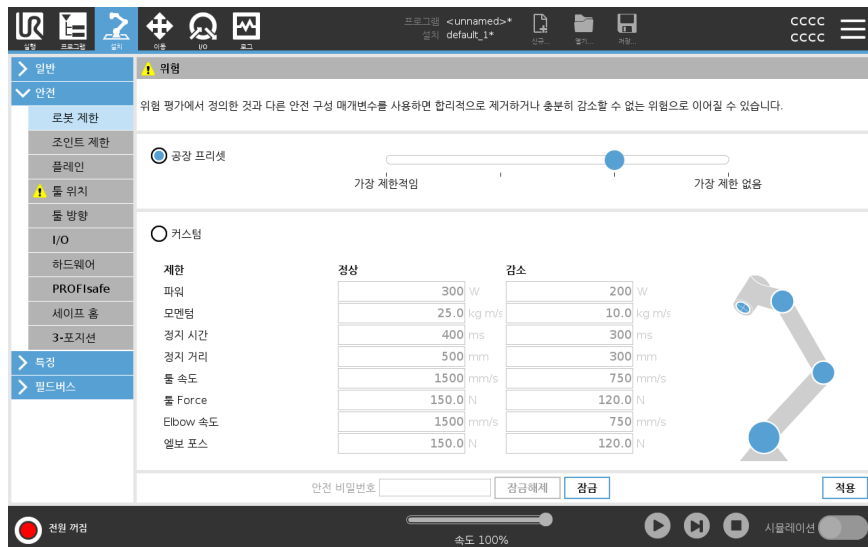 프로그램 <unnamed>*
설치 default_1*
신규... 열기... 저장...
CCCC
CCCC
실행 프로그램 설치 이동 I/O 로그
일반
안전
로봇 제한
조인트 제한
플레인
툴 위치
툴 방향
I/O
하드웨어
PROFIsafe
세이프 홈
3-포지션
특징
필드버스
위험
위험 평가에서 정의한 것과 다른 안전 구성 매개변수를 사용하면 합리적으로 제거하거나 충분히 감소할 수 없는 위험으로 이어질 수 있습니다.
공장 프리셋
가장 제한적임 가장 제한 없음
커스텀
제한 정상 감소
파워 300 W 200 W
모멘텀 25.0 kg m/s 10.0 kg m/s
정지 시간 400 ms 300 ms
정지 거리 500 mm 300 mm
툴 속도 1500 mm/s 750 mm/s
툴 Force 150.0 N 120.0 N
Elbow 속도 1500 mm/s 750 mm/s
엘보 포스 150.0 N 120.0 N
안전 비밀번호 잠금해제 잠금 적용
전원 꺼짐
속도 100%
시뮬레이션